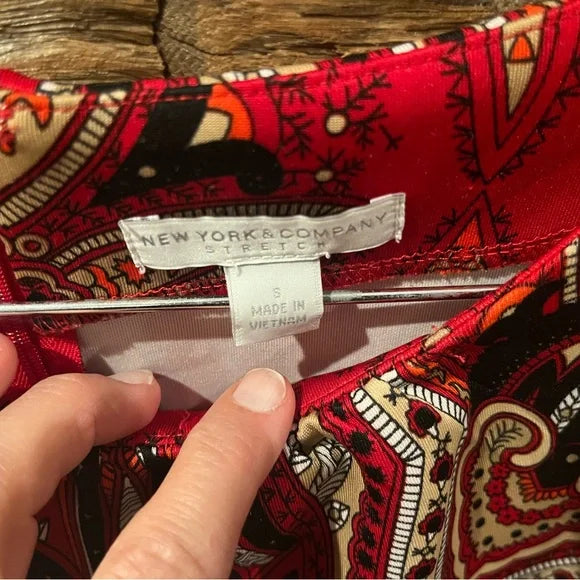 NEW YORK & COMPANY
STRETCH
S
MADE IN
VIETNAM